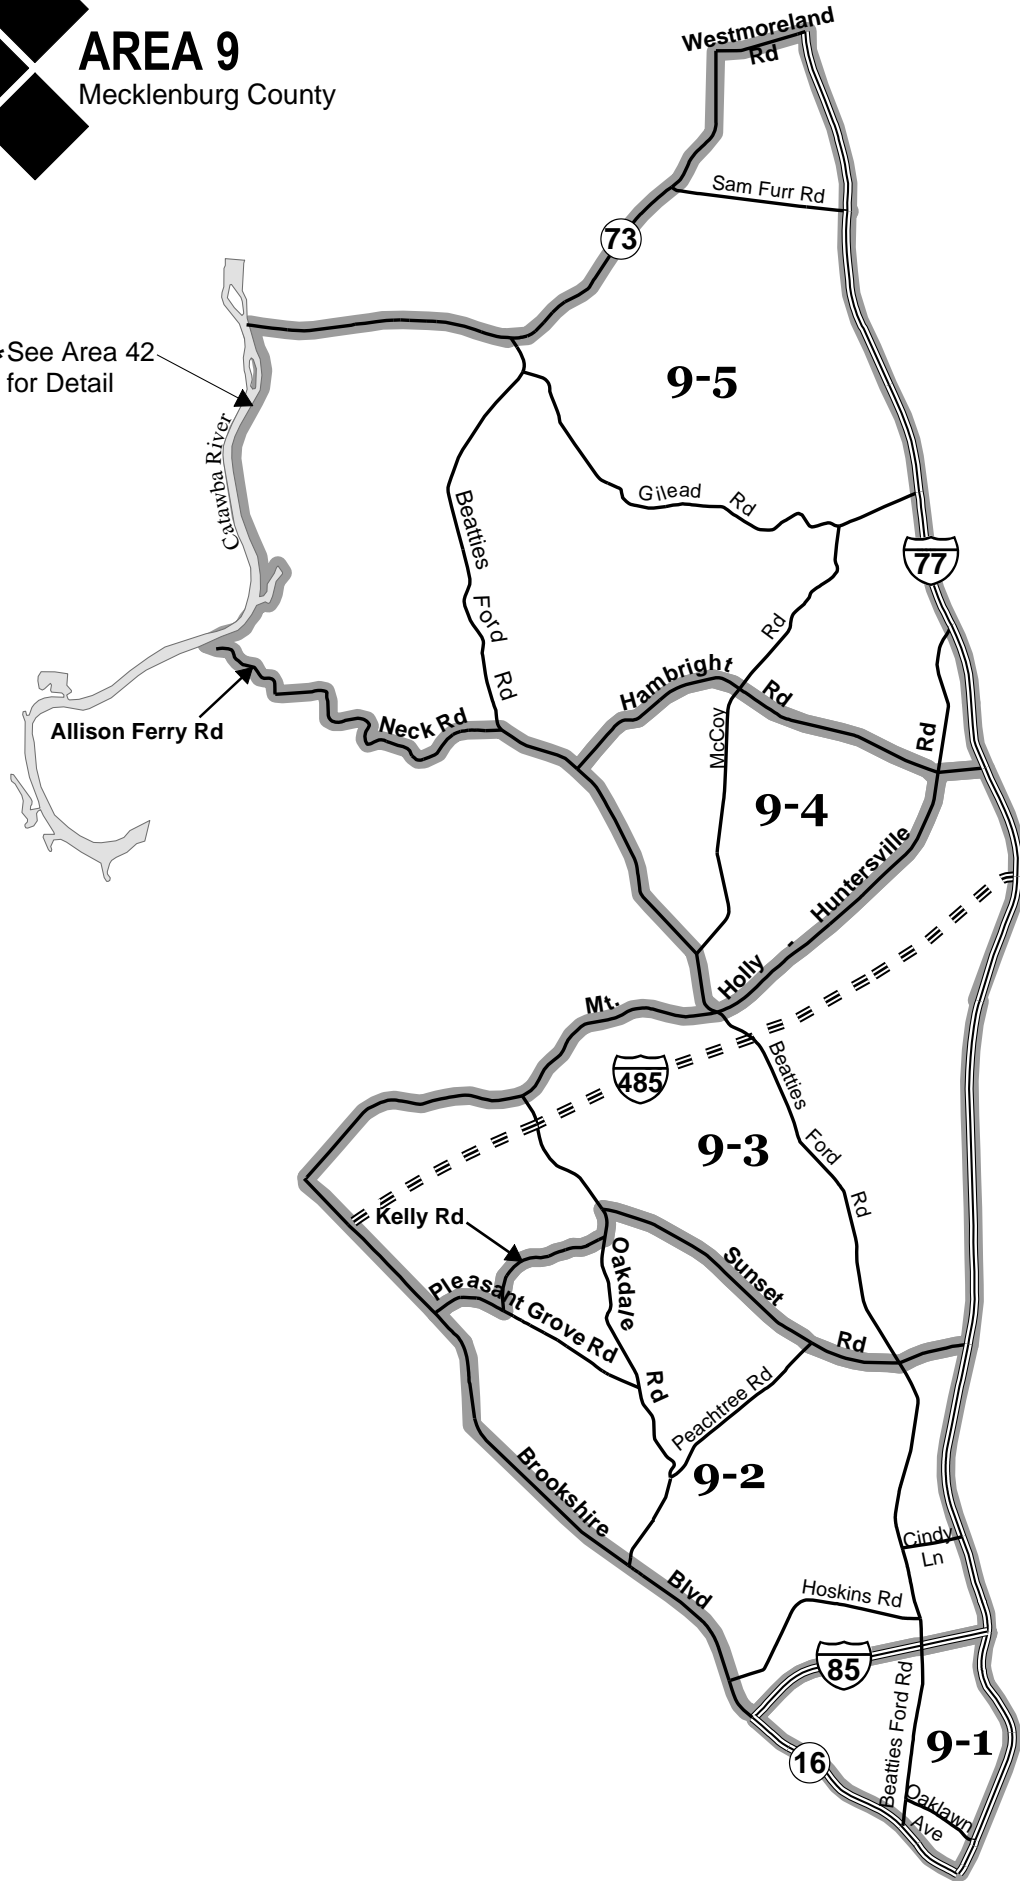 AREA 9
Mecklenburg County
Westmoreland
Rd
Sam Furr Rd
73
*See Area 42
for Detail
9-5
Catawba River
Gilead Rd
Beatties Ford Rd
77
Rd
Hambright Rd
Allison Ferry Rd
Neck Rd
McCoy
Rd
9-4
Mt. Holly - Huntersville
485
Beatties Ford Rd
9-3
Kelly Rd
Oakdale Rd
Sunset Rd
Pleasant Grove Rd
Peachtree Rd
9-2
Brookshire Blvd
Cindy
Ln
Hoskins Rd
85
Beatties Ford Rd
9-1
16
Oaklawn
Ave